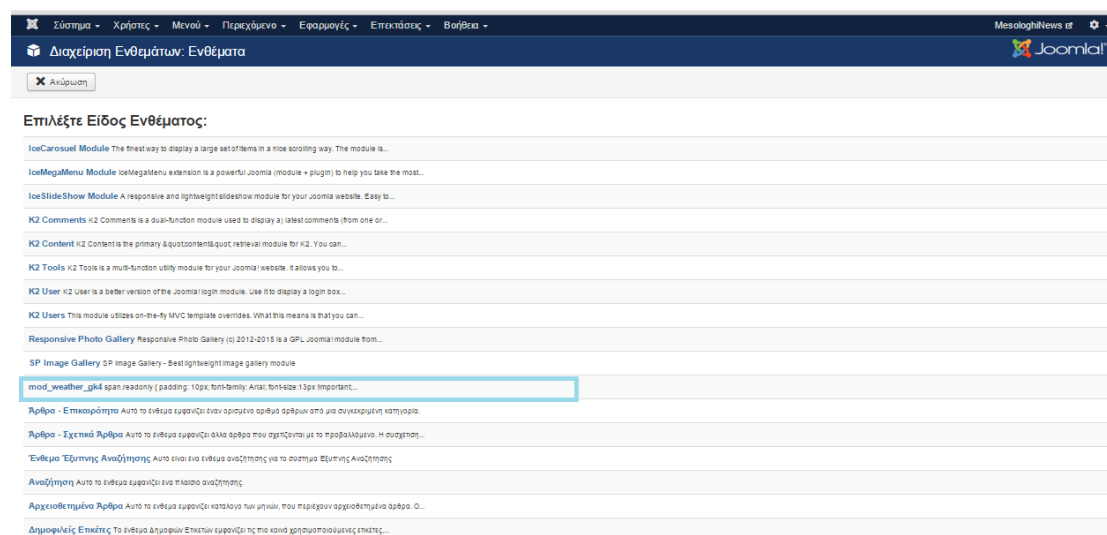 Σύστημα Χρήστες Μενού Περιεχόμενο Εφαρμογές Επεκτάσεις Βοήθεια MesologhiNews
Διαχείριση Ενθεμάτων: Ενθέματα Joomla!
Ακύρωση
Επιλέξτε Είδος Ενθέματος:
IceCarosuel Module The finest way to display a large set of items in a nice scrolling way. The module is...
IceMegaMenu Module IceMegaMenu extension is a powerful Joomla (module + plugin) to help you take the most...
IceSlideShow Module A responsive and lightweight slideshow module for your Joomla website. Easy to...
K2 Comments K2 Comments is a dual-function module used to display a) latest comments (from one or...
K2 Content K2 Content is the primary &quot;content&quot; retrieval module for K2. You can...
K2 Tools K2 Tools is a multi-function utility module for your Joomla! website. It allows you to...
K2 User K2 User is a better version of the Joomla! login module. Use it to display a login box...
K2 Users This module utilizes on-the-fly MVC template overrides. What this means is that you can...
Responsive Photo Gallery Responsive Photo Gallery (c) 2012-2015 is a GPL Joomla! module from...
SP Image Gallery SP Image Gallery - Best lightweight image gallery module
mod_weather_gk4 span.readonly { padding: 10px; font-family: Arial; font-size:13px !important;...
Άρθρα - Επικαιρότητα Αυτό το ένθεμα εμφανίζει έναν ορισμένο αριθμό άρθρων από μια συγκεκριμένη κατηγορία.
Άρθρα - Σχετικά Άρθρα Αυτό το ένθεμα εμφανίζει άλλα άρθρα που σχετίζονται με το προβαλλόμενο. Η συσχέτιση...
Ένθεμα Έξυπνης Αναζήτησης Αυτό είναι ένα ένθεμα αναζήτησης για το σύστημα Έξυπνης Αναζήτησης
Αναζήτηση Αυτό το ένθεμα εμφανίζει ένα πλαίσιο αναζήτησης.
Αρχειοθετημένα Άρθρα Αυτό το ένθεμα εμφανίζει κατάλογο των μηνών, που περιέχουν αρχειοθετημένα άρθρα. Ο...
Δημοφιλείς Ετικέτες Το ένθεμα Δημοφιλών Ετικετών εμφανίζει τις πιο κοινά χρησιμοποιούμενες ετικέτες,...